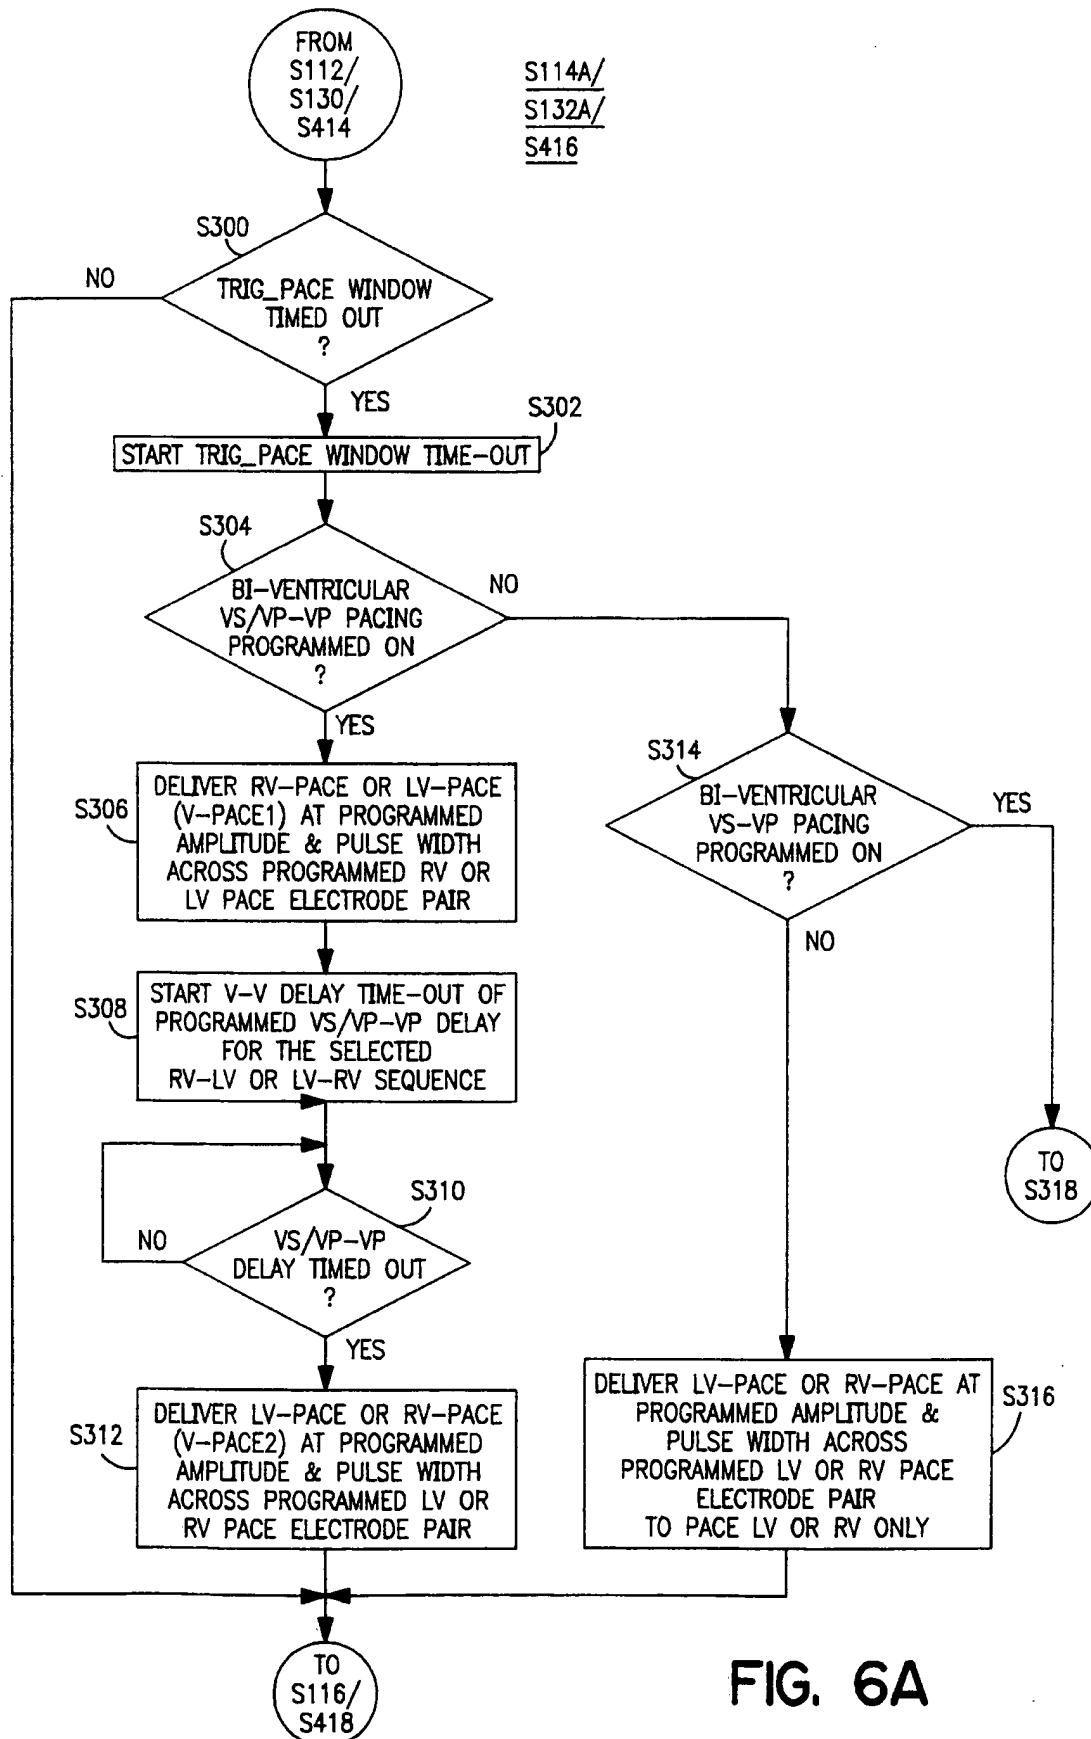 FROM
S112/
S130/
S414
S114A/
S132A/
S416
S300
NO
TRIG_PACE WINDOW
TIMED OUT
?
YES
S302
START TRIG_PACE WINDOW TIME-OUT
S304
BI-VENTRICULAR
VS/VP-VP PACING
PROGRAMMED ON
?
NO
YES
S306
DELIVER RV-PACE OR LV-PACE
(V-PACE1) AT PROGRAMMED
AMPLITUDE & PULSE WIDTH
ACROSS PROGRAMMED RV OR
LV PACE ELECTRODE PAIR
S314
BI-VENTRICULAR
VS-VP PACING
PROGRAMMED ON
?
YES
NO
S308
START V-V DELAY TIME-OUT OF
PROGRAMMED VS/VP-VP DELAY
FOR THE SELECTED
RV-LV OR LV-RV SEQUENCE
TO
S318
S310
NO
VS/VP-VP
DELAY TIMED OUT
?
YES
S312
DELIVER LV-PACE OR RV-PACE
(V-PACE2) AT PROGRAMMED
AMPLITUDE & PULSE WIDTH
ACROSS PROGRAMMED LV OR
RV PACE ELECTRODE PAIR
DELIVER LV-PACE OR RV-PACE AT
PROGRAMMED AMPLITUDE &
PULSE WIDTH ACROSS
PROGRAMMED LV OR RV PACE
ELECTRODE PAIR
TO PACE LV OR RV ONLY
S316
TO
S116/
S418
FIG. 6A